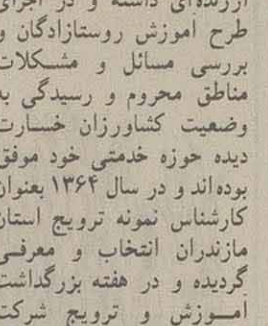 ارزنده‌ای داشته و در اجرای
طرح آموزش روستازادگان و
بررسی مسائل و مشکلات
مناطق محروم و رسیدگی به
وضعیت کشاورزان خسارت
دیده حوزه خدمتی خود موفق
بوده‌اند و در سال ۱۳۶۴ بعنوان
کارشناس نمونه ترویج استان
مازندران انتخاب و معرفی
گردیده و در هفته بزرگداشت
آموزش و ترویج شرکت